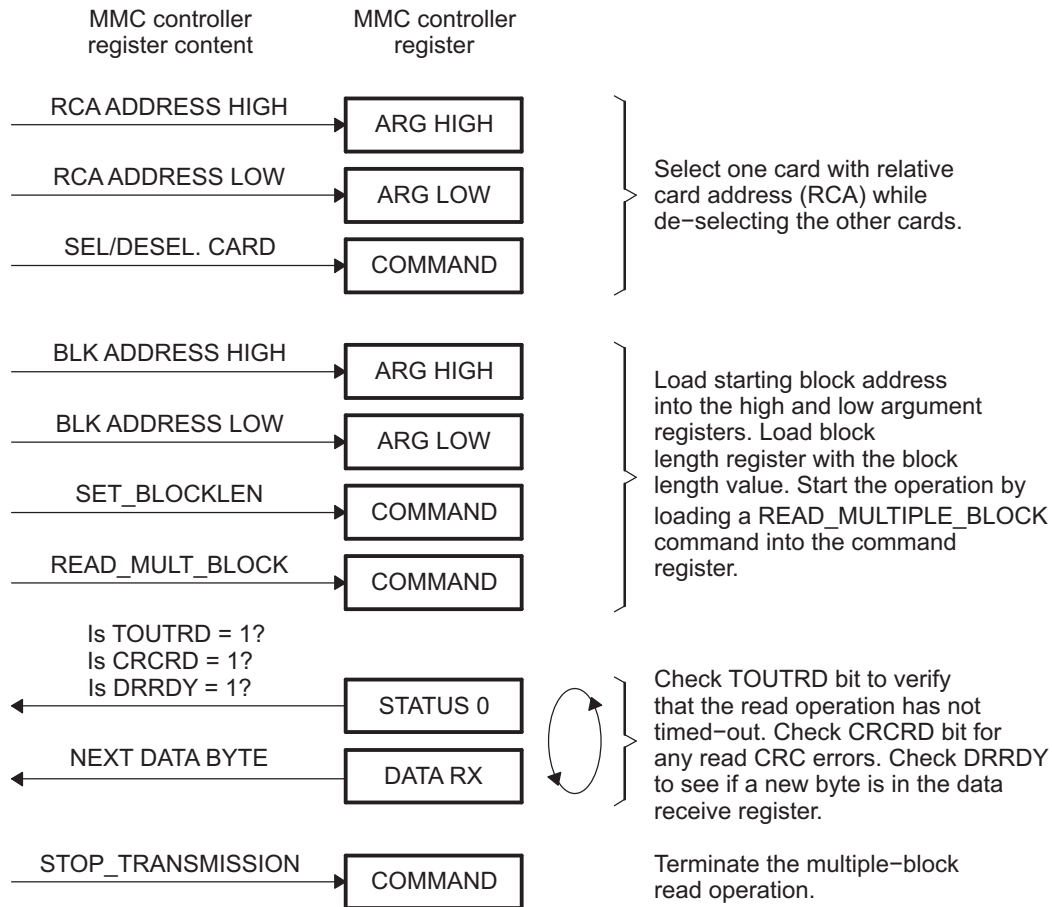 MMC controller
register content
MMC controller
register
RCA ADDRESS HIGH
ARG HIGH
RCA ADDRESS LOW
ARG LOW
SEL/DESEL. CARD
COMMAND
Select one card with relative
card address (RCA) while
de−selecting the other cards.
BLK ADDRESS HIGH
ARG HIGH
BLK ADDRESS LOW
ARG LOW
SET_BLOCKLEN
COMMAND
READ_MULT_BLOCK
COMMAND
Load starting block address
into the high and low argument
registers. Load block
length register with the block
length value. Start the operation by
loading a READ_MULTIPLE_BLOCK
command into the command
register.
Is TOUTRD = 1?
Is CRCRD = 1?
Is DRRDY = 1?
STATUS 0
NEXT DATA BYTE
DATA RX
Check TOUTRD bit to verify
that the read operation has not
timed−out. Check CRCRD bit for
any read CRC errors. Check DRRDY
to see if a new byte is in the data
receive register.
STOP_TRANSMISSION
COMMAND
Terminate the multiple−block
read operation.